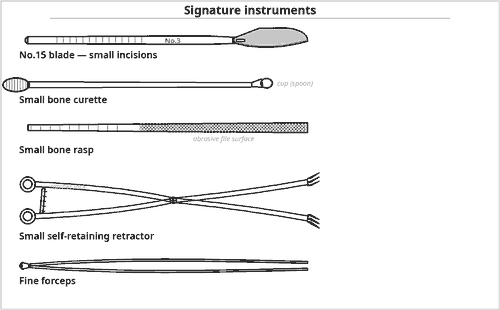 Signature instruments
No.3
No.15 blade — small incisions
cup (spoon)
Small bone curette
abrasive file surface
Small bone rasp
Small self-retaining retractor
Fine forceps